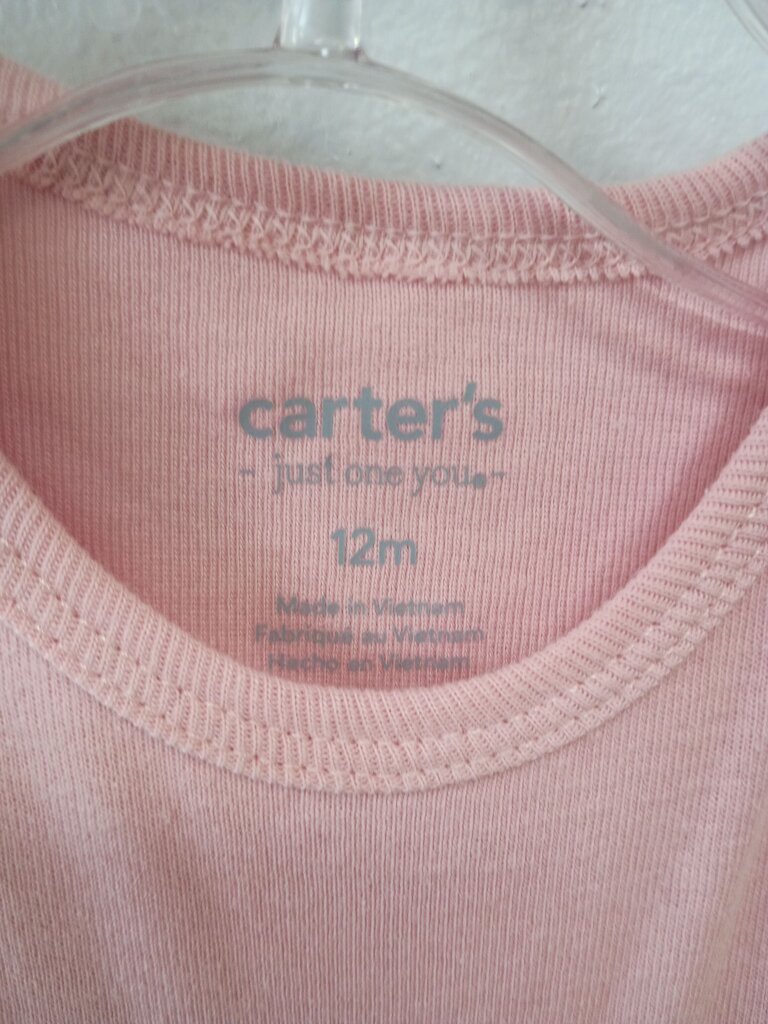 carter's
- just one you®-
12m
Made in Vietnam
Fabriqué au Vietnam
Hecho en Vietnam